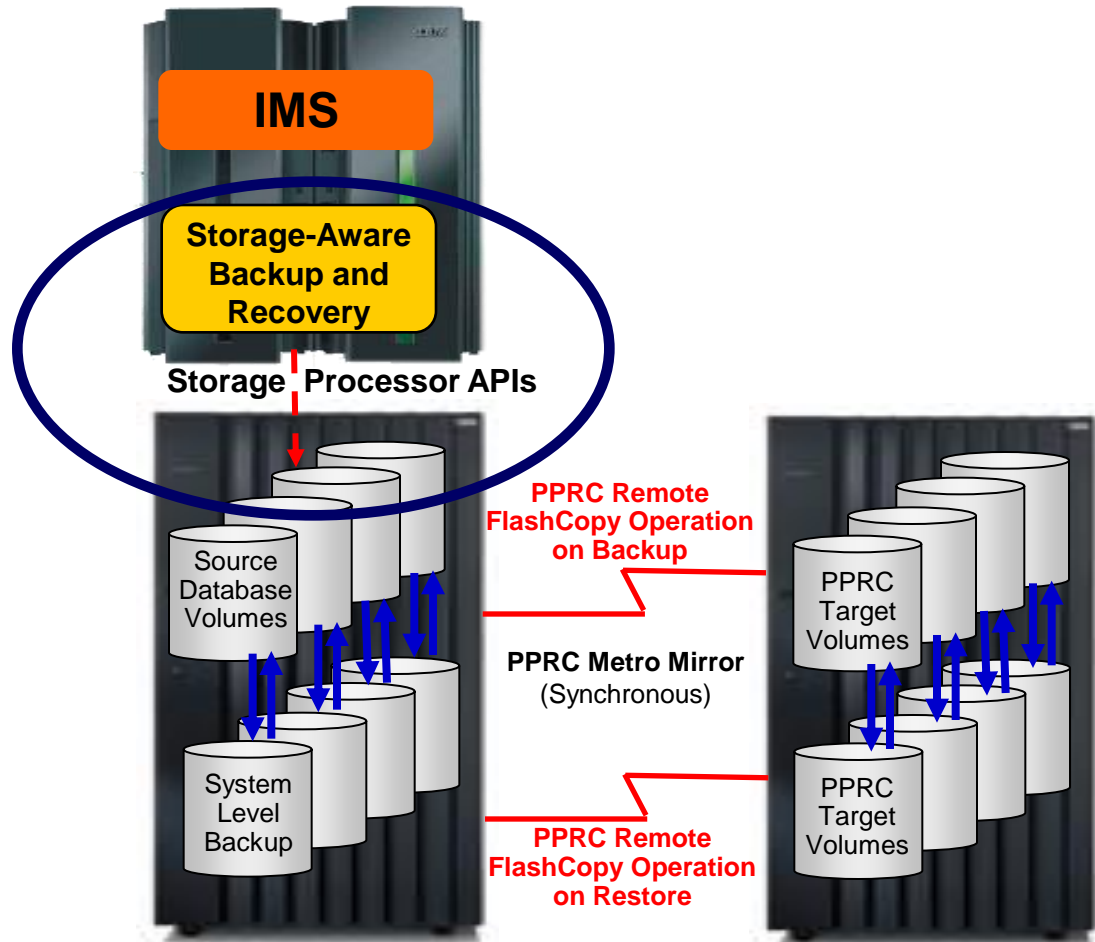 IMS
Storage-Aware
Backup and
Recovery
Storage Processor APIs
PPRC Remote
FlashCopy Operation
on Backup
Source
Database
Volumes
PPRC
Target
Volumes
PPRC Metro Mirror
(Synchronous)
System
Level
Backup
PPRC
Target
Volumes
PPRC Remote
FlashCopy Operation
on Restore